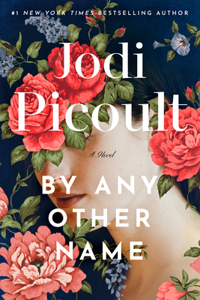 #1 NEW YORK TIMES BESTSELLING AUTHOR
Jodi
Picoult
A Novel
BY ANY
OTHER
NAME